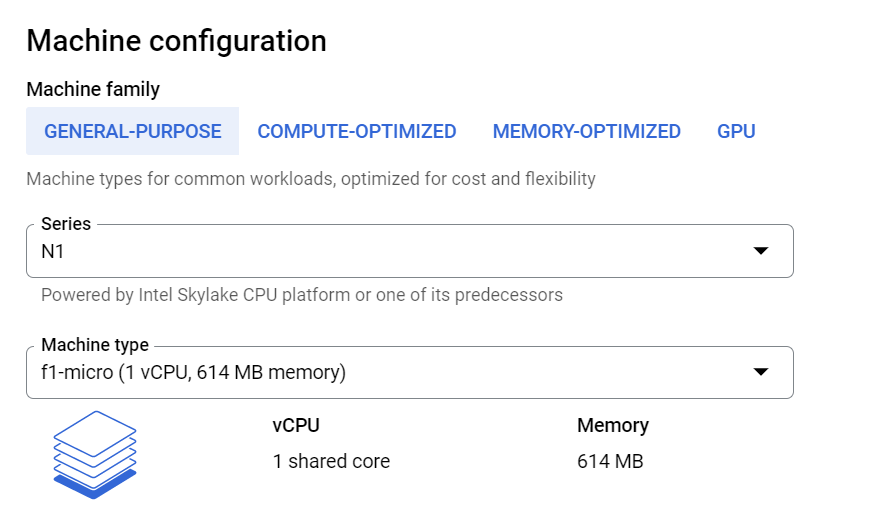 Machine configuration
Machine family
GENERAL-PURPOSE COMPUTE-OPTIMIZED MEMORY-OPTIMIZED GPU
Machine types for common workloads, optimized for cost and flexibility
Series
N1
Powered by Intel Skylake CPU platform or one of its predecessors
Machine type
f1-micro (1 vCPU, 614 MB memory)
vCPU Memory
1 shared core 614 MB